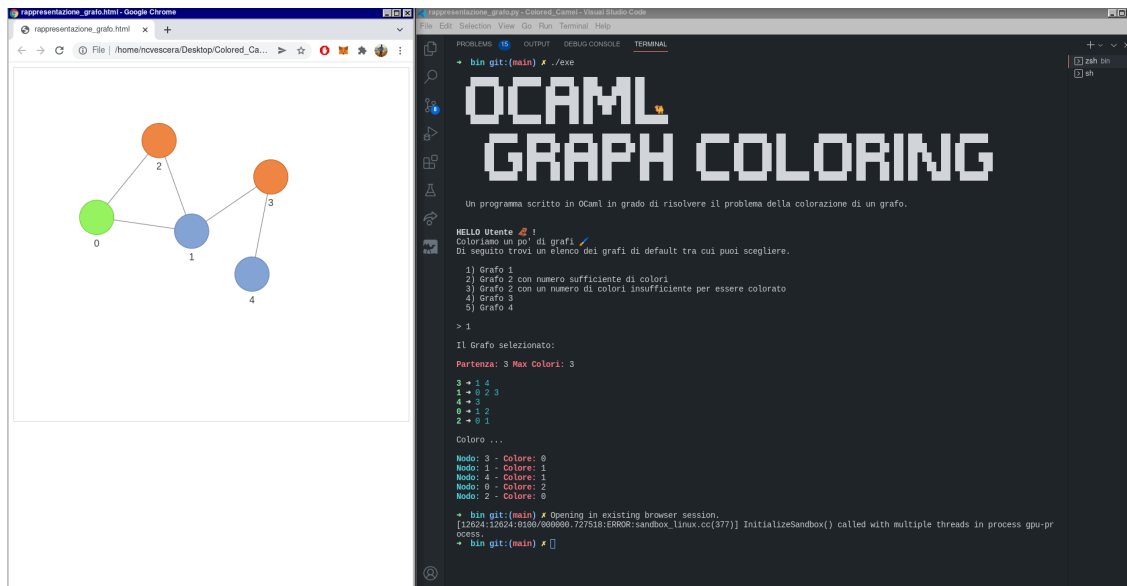 rappresentazione_grafo.html - Google Chrome
rappresentazione_grafo.html
File | /home/ncvescera/Desktop/Colored_Ca...
2
3
0
1
4
rappresentazione_grafo.py - Colored_Camel - Visual Studio Code
File Edit Selection View Go Run Terminal Help
PROBLEMS 15 OUTPUT DEBUG CONSOLE TERMINAL
zsh bin
sh
8
➜ bin git:(main) ✗ ./exe
OCAML
GRAPH COLORING
Un programma scritto in OCaml in grado di risolvere il problema della colorazione di un grafo.
HELLO Utente !
Coloriamo un po' di grafi
Di seguito trovi un elenco dei grafi di default tra cui puoi scegliere.
1) Grafo 1
2) Grafo 2 con numero sufficiente di colori
3) Grafo 2 con un numero di colori insufficiente per essere colorato
4) Grafo 3
5) Grafo 4
> 1
Il Grafo selezionato:
Partenza: 3 Max Colori: 3
3 ➜ 1 4
1 ➜ 0 2 3
4 ➜ 3
0 ➜ 1 2
2 ➜ 0 1
Coloro ...
Nodo: 3 - Colore: 0
Nodo: 1 - Colore: 1
Nodo: 4 - Colore: 1
Nodo: 0 - Colore: 2
Nodo: 2 - Colore: 0
➜ bin git:(main) ✗ Opening in existing browser session.
[12624:12624:0100/000000.727518:ERROR:sandbox_linux.cc(377)] InitializeSandbox() called with multiple threads in process gpu-pr
ocess.
➜ bin git:(main) ✗